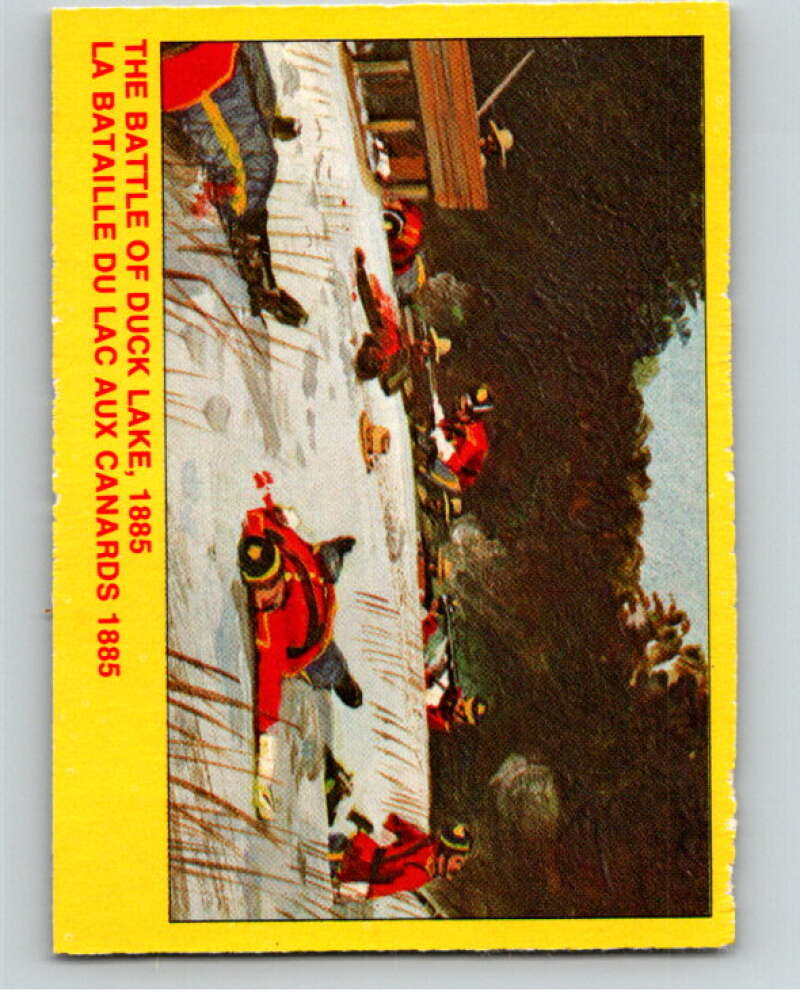 THE BATTLE OF DUCK LAKE, 1885
LA BATAILLE DU LAC AUX CANARDS 1885